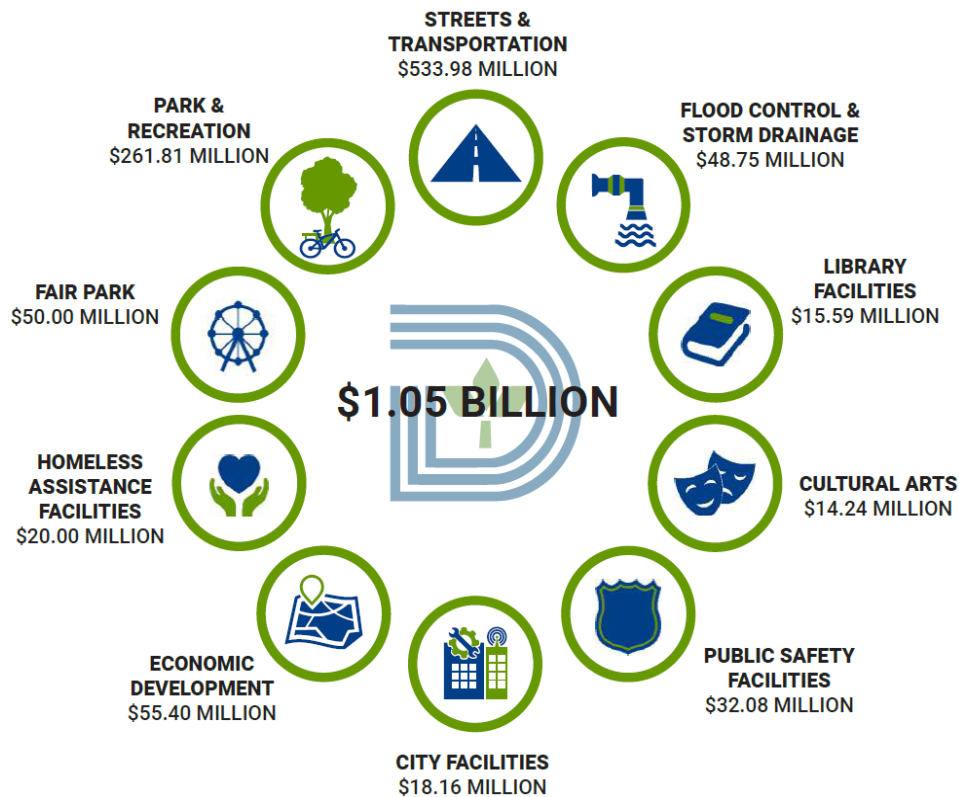 STREETS &
TRANSPORTATION
$533.98 MILLION
FLOOD CONTROL &
STORM DRAINAGE
$48.75 MILLION
LIBRARY
FACILITIES
$15.59 MILLION
CULTURAL ARTS
$14.24 MILLION
PUBLIC SAFETY
FACILITIES
$32.08 MILLION
CITY FACILITIES
$18.16 MILLION
ECONOMIC
DEVELOPMENT
$55.40 MILLION
HOMELESS
ASSISTANCE
FACILITIES
$20.00 MILLION
FAIR PARK
$50.00 MILLION
PARK &
RECREATION
$261.81 MILLION
$1.05 BILLION